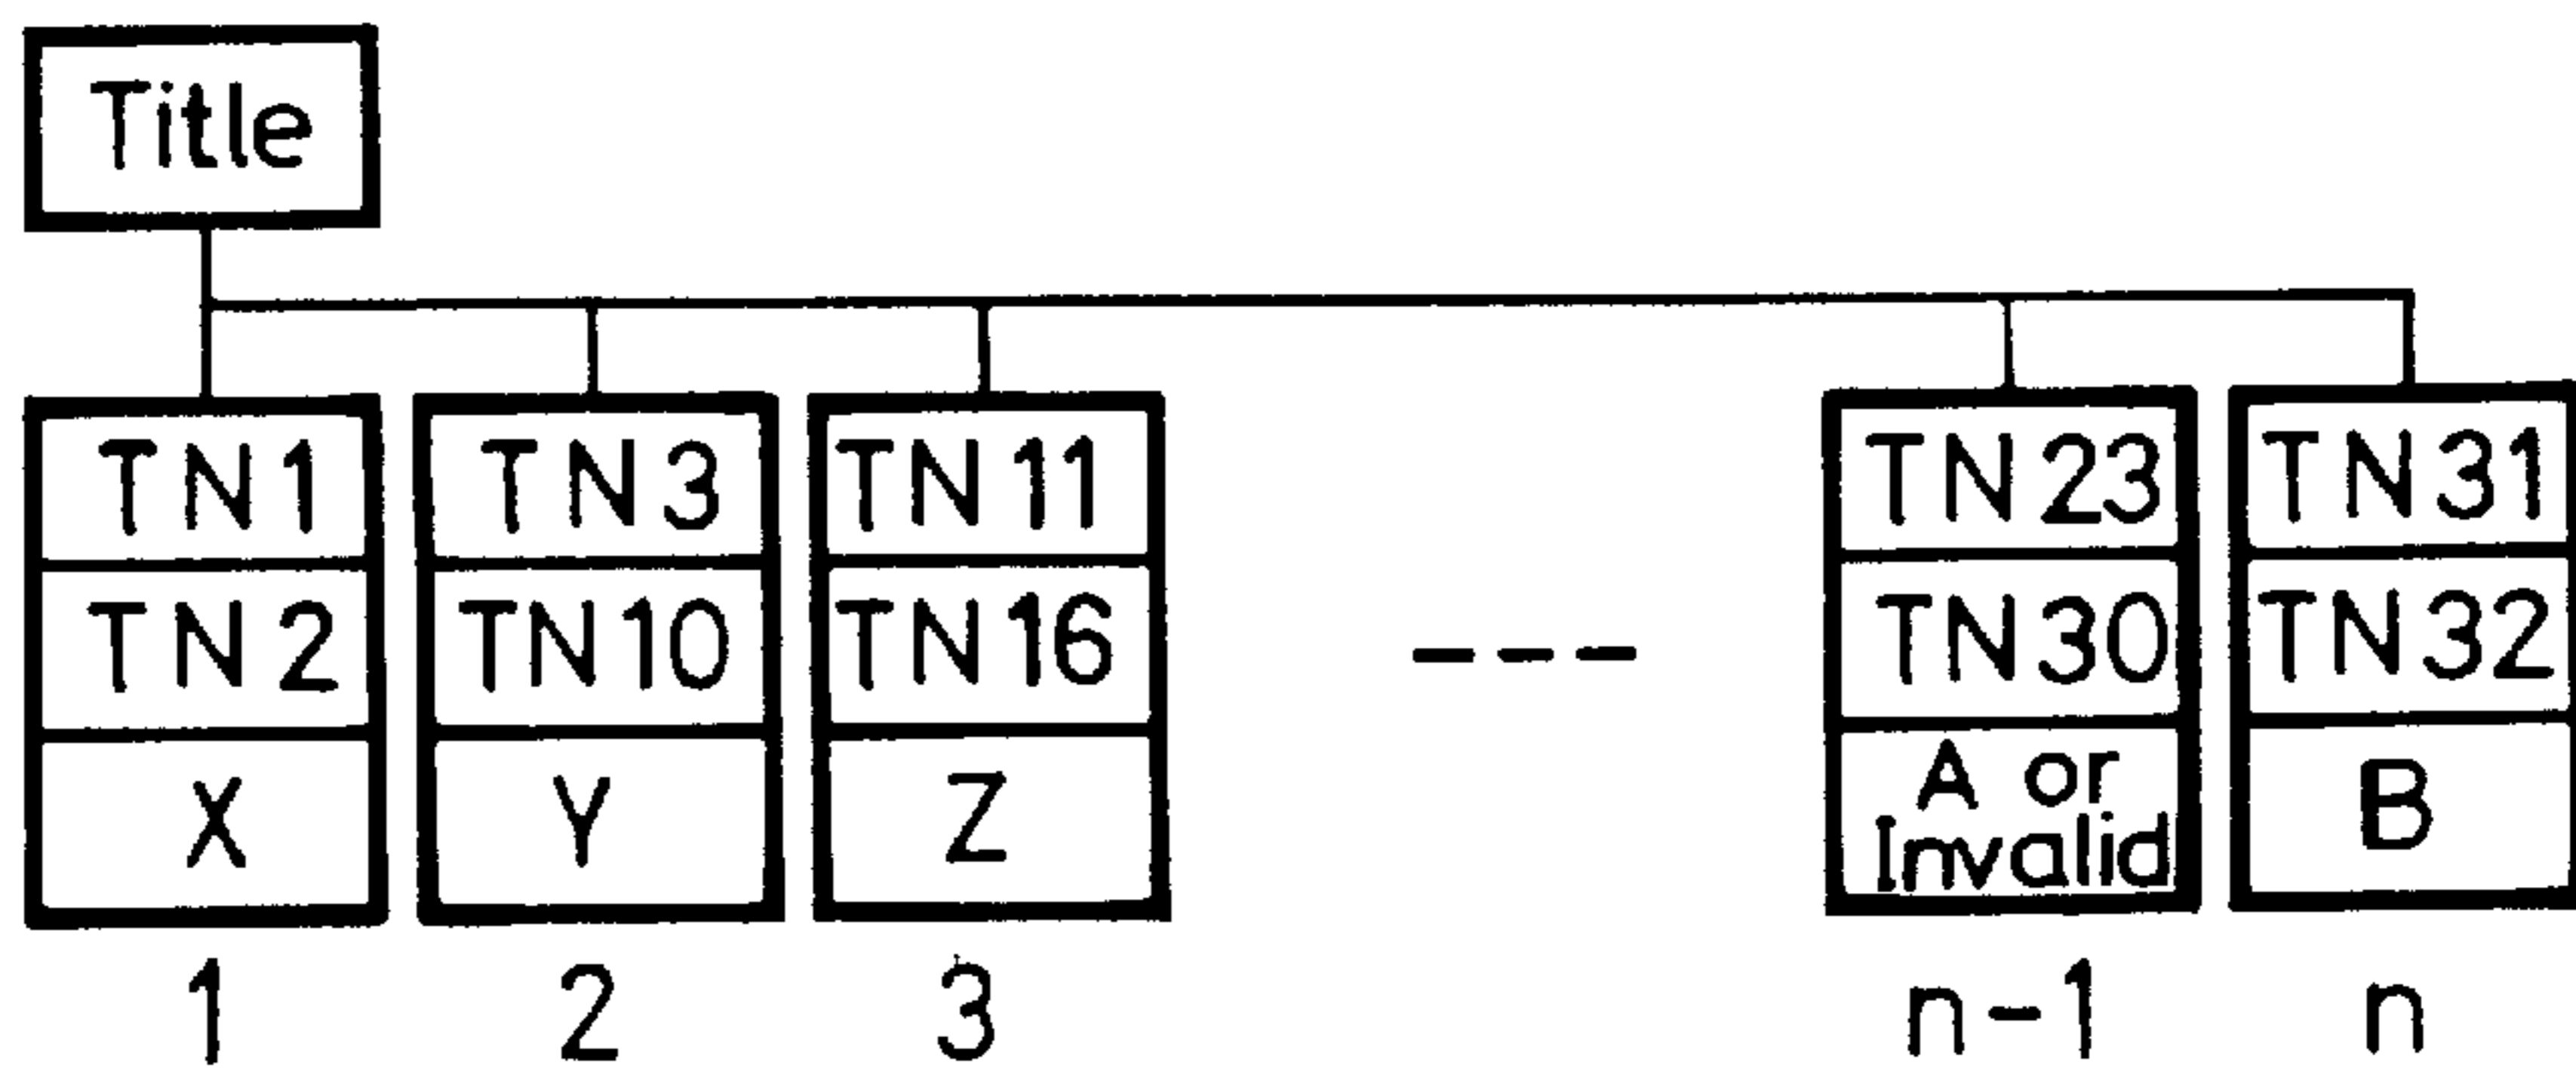 Title
TN1 TN3 TN11 TN23 TN31
TN2 TN10 TN16 --- TN30 TN32
X Y Z A or Invalid B
1 2 3 n-1 n